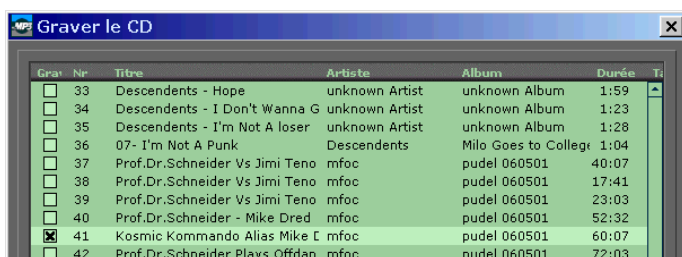 MP3 Graver le CD
Grav Nr Titre Artiste Album Durée Ta
33 Descendents - Hope unknown Artist unknown Album 1:59
34 Descendents - I Don't Wanna G unknown Artist unknown Album 1:23
35 Descendents - I'm Not A loser unknown Artist unknown Album 1:28
36 07- I'm Not A Punk Descendents Milo Goes to College 1:04
37 Prof.Dr.Schneider Vs Jimi Teno mfoc pudel 060501 40:07
38 Prof.Dr.Schneider Vs Jimi Teno mfoc pudel 060501 17:41
39 Prof.Dr.Schneider Vs Jimi Teno mfoc pudel 060501 23:03
40 Prof.Dr.Schneider - Mike Dred mfoc pudel 060501 52:32
41 Kosmic Kommando Alias Mike D mfoc pudel 060501 60:07
42 Prof.Dr.Schneider Plays Offdan mfoc pudel 060501 72:03